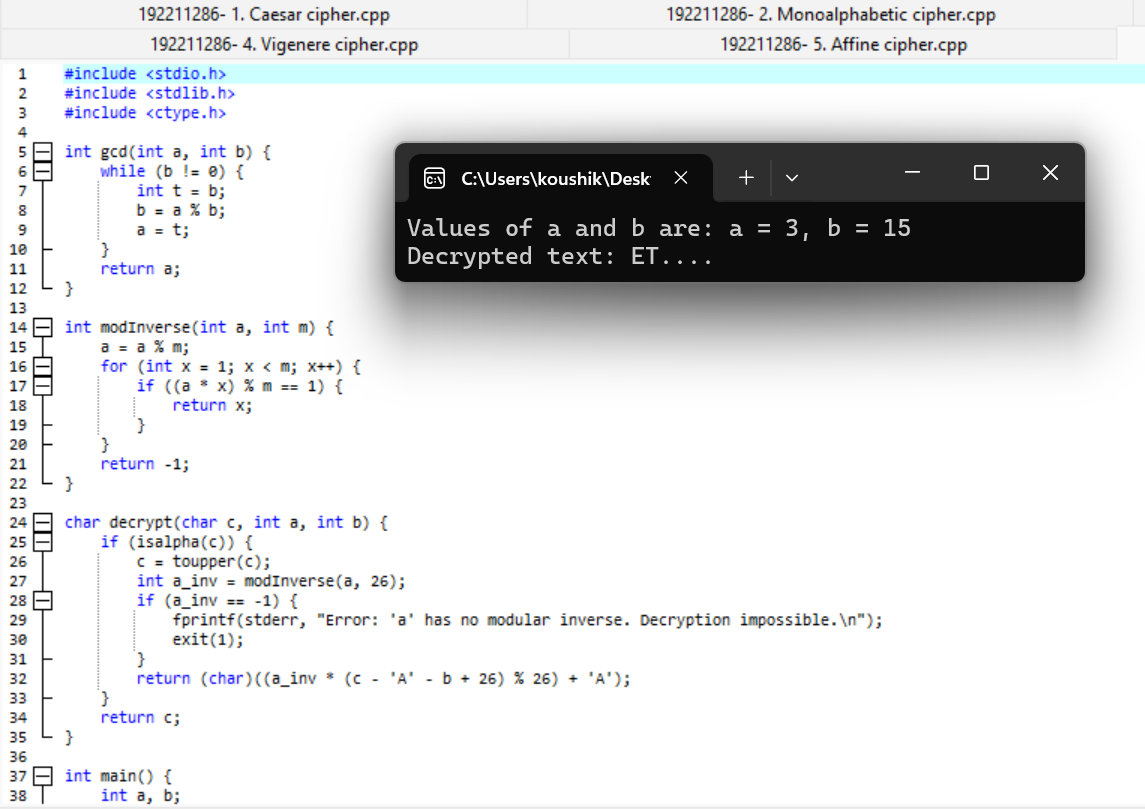 192211286- 1. Caesar cipher.cpp
192211286- 2. Monoalphabetic cipher.cpp
192211286- 4. Vigenere cipher.cpp
192211286- 5. Affine cipher.cpp
1 #include <stdio.h>
2 #include <stdlib.h>
3 #include <ctype.h>
4
5 int gcd(int a, int b) {
6 while (b != 0) {
7 int t = b;
8 b = a % b;
9 a = t;
10 }
11 return a;
12 }
13
14 int modInverse(int a, int m) {
15 a = a % m;
16 for (int x = 1; x < m; x++) {
17 if ((a * x) % m == 1) {
18 return x;
19 }
20 }
21 return -1;
22 }
23
24 char decrypt(char c, int a, int b) {
25 if (isalpha(c)) {
26 c = toupper(c);
27 int a_inv = modInverse(a, 26);
28 if (a_inv == -1) {
29 fprintf(stderr, "Error: 'a' has no modular inverse. Decryption impossible.\n");
30 exit(1);
31 }
32 return (char)((a_inv * (c - 'A' - b + 26) % 26) + 'A');
33 }
34 return c;
35 }
36
37 int main() {
38 int a, b;
C:\Users\koushik\Desk
Values of a and b are: a = 3, b = 15
Decrypted text: ET....